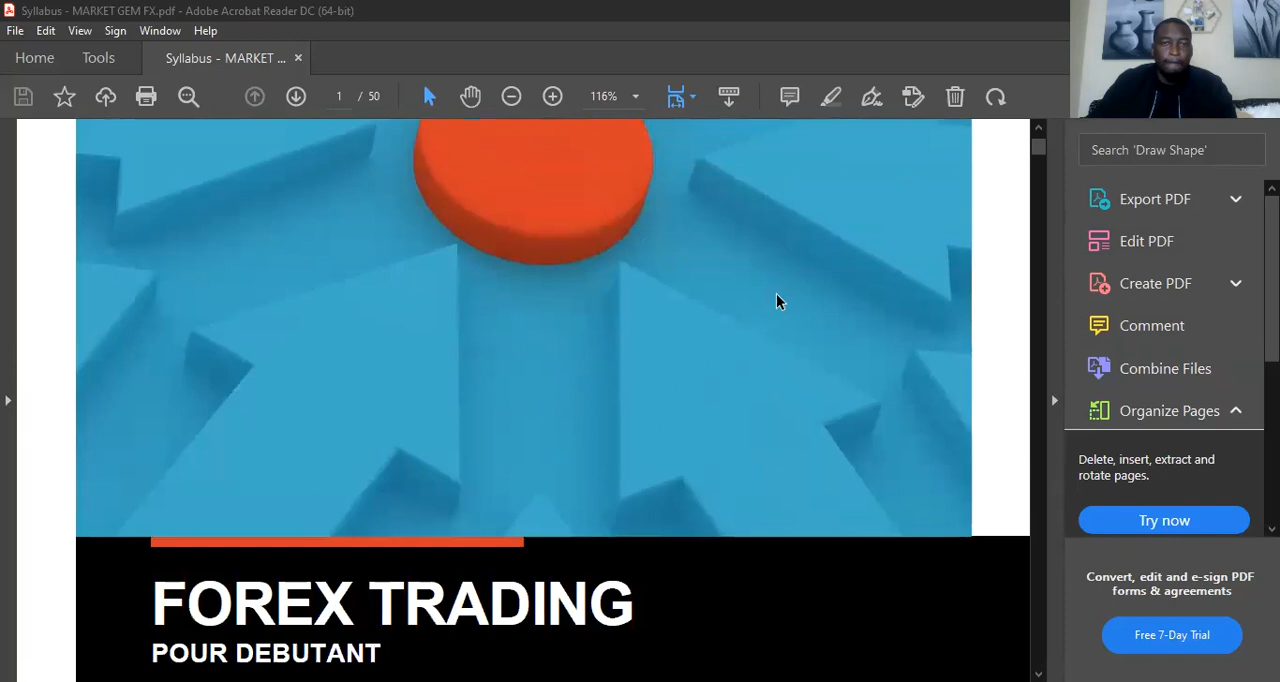 Syllabus - MARKET GEM FX.pdf - Adobe Acrobat Reader DC (64-bit)
File Edit View Sign Window Help
Home Tools Syllabus - MARKET ... ×
1 / 50 116%
Search 'Draw Shape'
Export PDF
Edit PDF
Create PDF
Comment
Combine Files
Organize Pages
Delete, insert, extract and
rotate pages.
Try now
Convert, edit and e-sign PDF
forms & agreements
Free 7-Day Trial
FOREX TRADING
POUR DEBUTANT